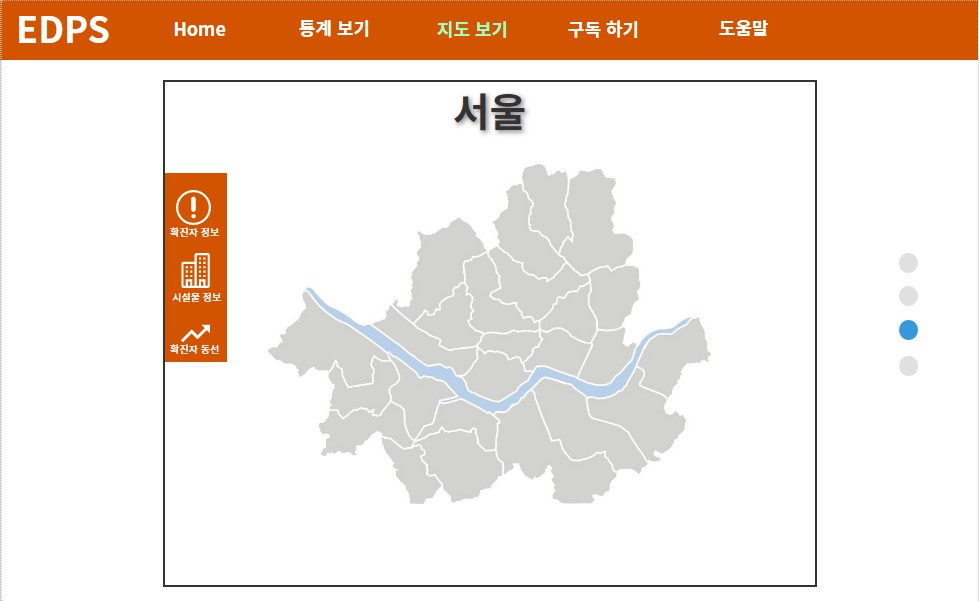 EDPS
Home
통계 보기
지도 보기
구독 하기
도움말
서울
확진자 정보
시설물 정보
확진자 동선